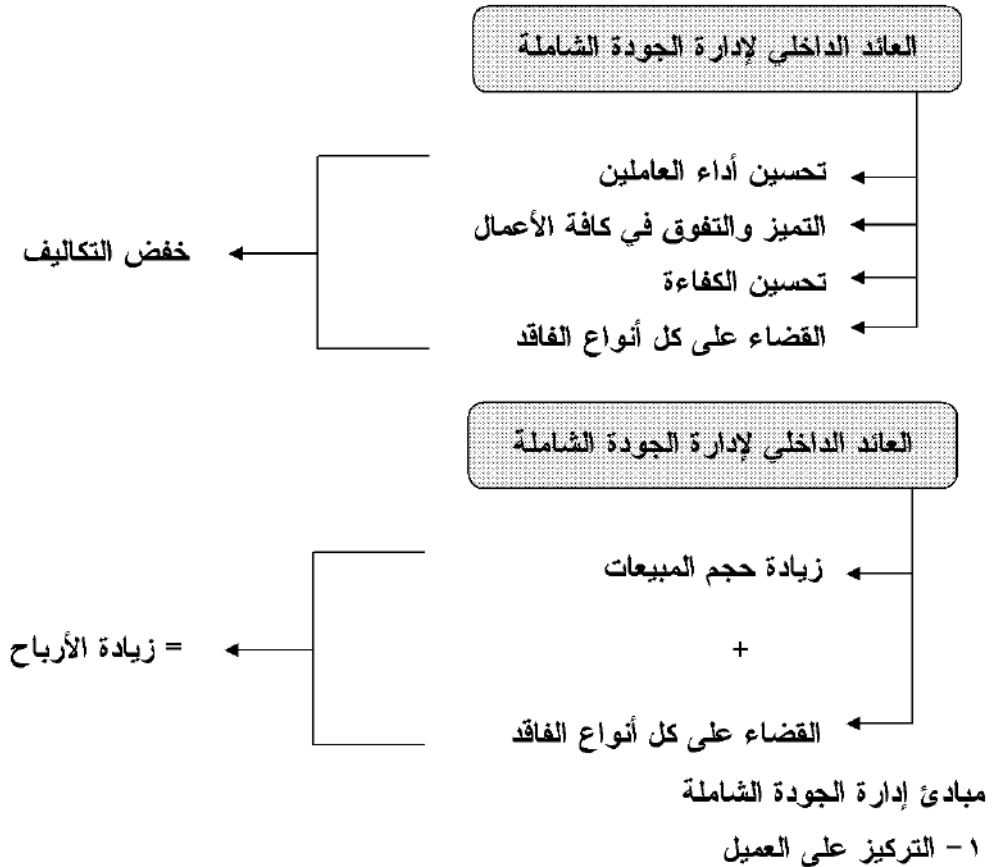 العائد الداخلي لإدارة الجودة الشاملة
تحسين أداء العاملين
التميز والتفوق في كافة الأعمال
تحسين الكفاءة
القضاء على كل أنواع الفاقد
خفض التكاليف
العائد الداخلي لإدارة الجودة الشاملة
زيادة حجم المبيعات
+
القضاء على كل أنواع الفاقد
= زيادة الأرباح
مبادئ إدارة الجودة الشاملة
١- التركيز على العميل